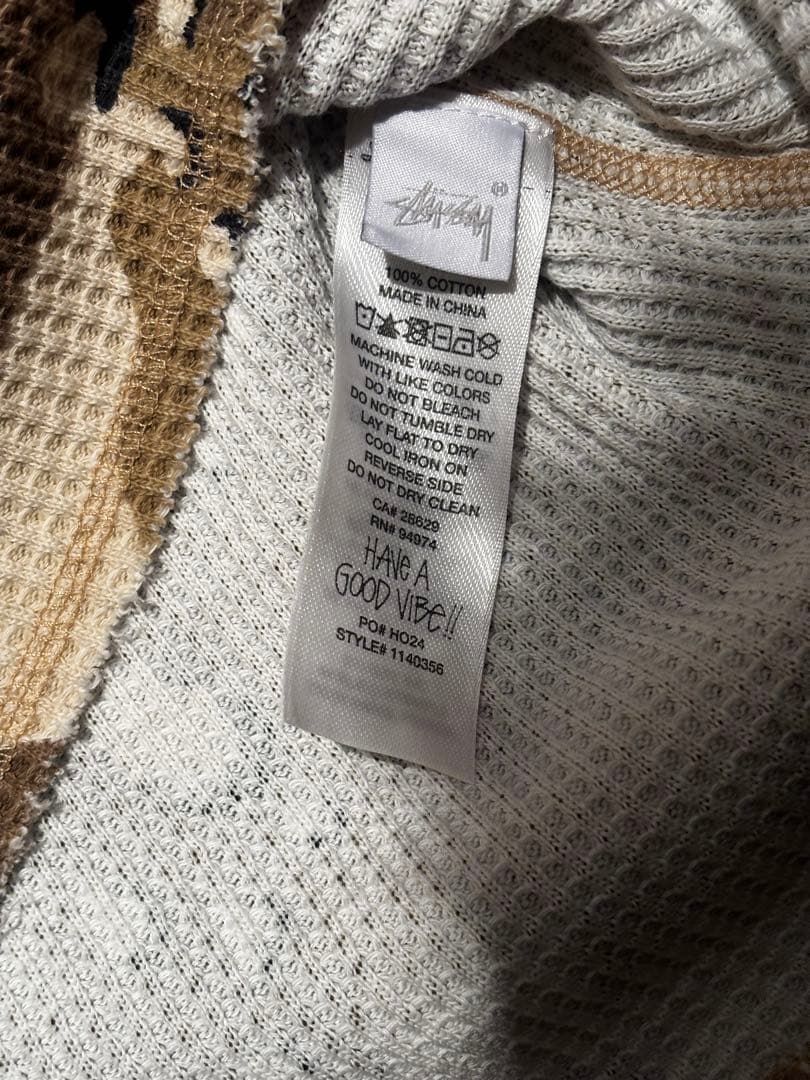 Stüssy
®
100% COTTON
MADE IN CHINA
MACHINE WASH COLD
WITH LIKE COLORS
DO NOT BLEACH
DO NOT TUMBLE DRY
LAY FLAT TO DRY
COOL IRON ON
REVERSE SIDE
DO NOT DRY CLEAN
CA# 28629
RN# 94974
HAVE A
GOOD VIBE!!
PO# HO24
STYLE# 1140356